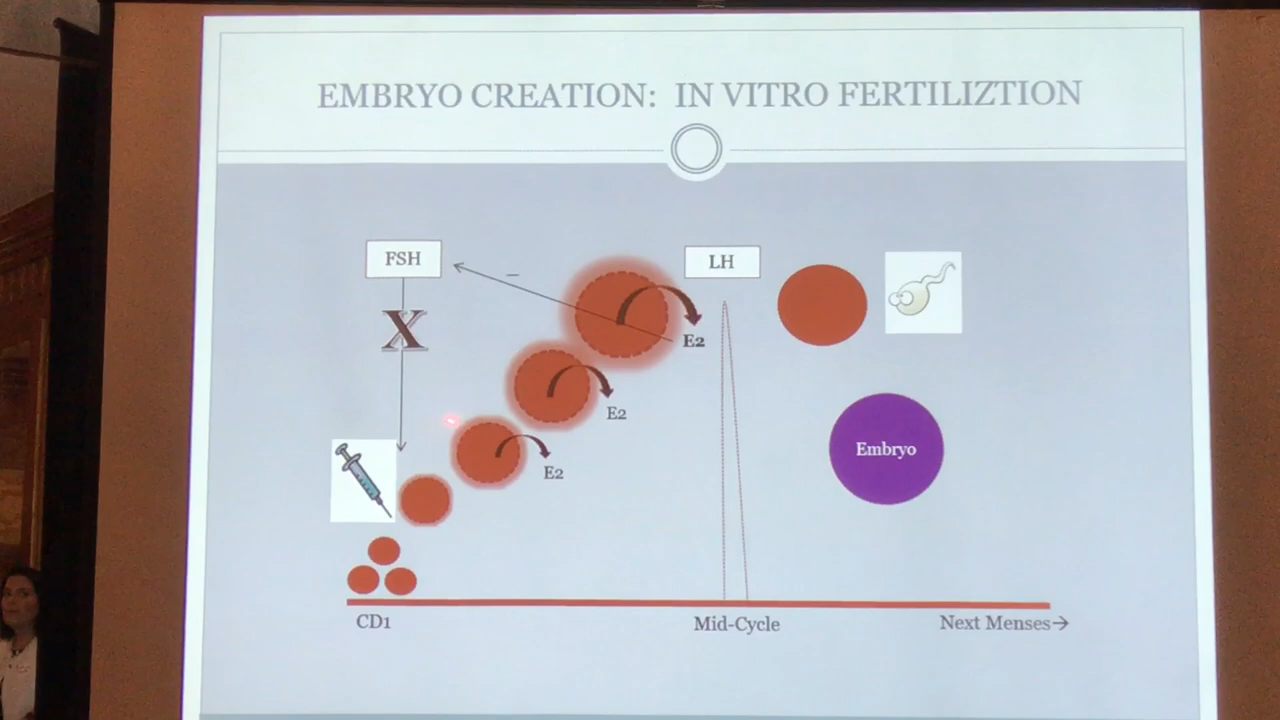 EMBRYO CREATION: IN VITRO FERTILIZTION
FSH
LH
X
E2
E2
E2
Embryo
CD1
Mid-Cycle
Next Menses→